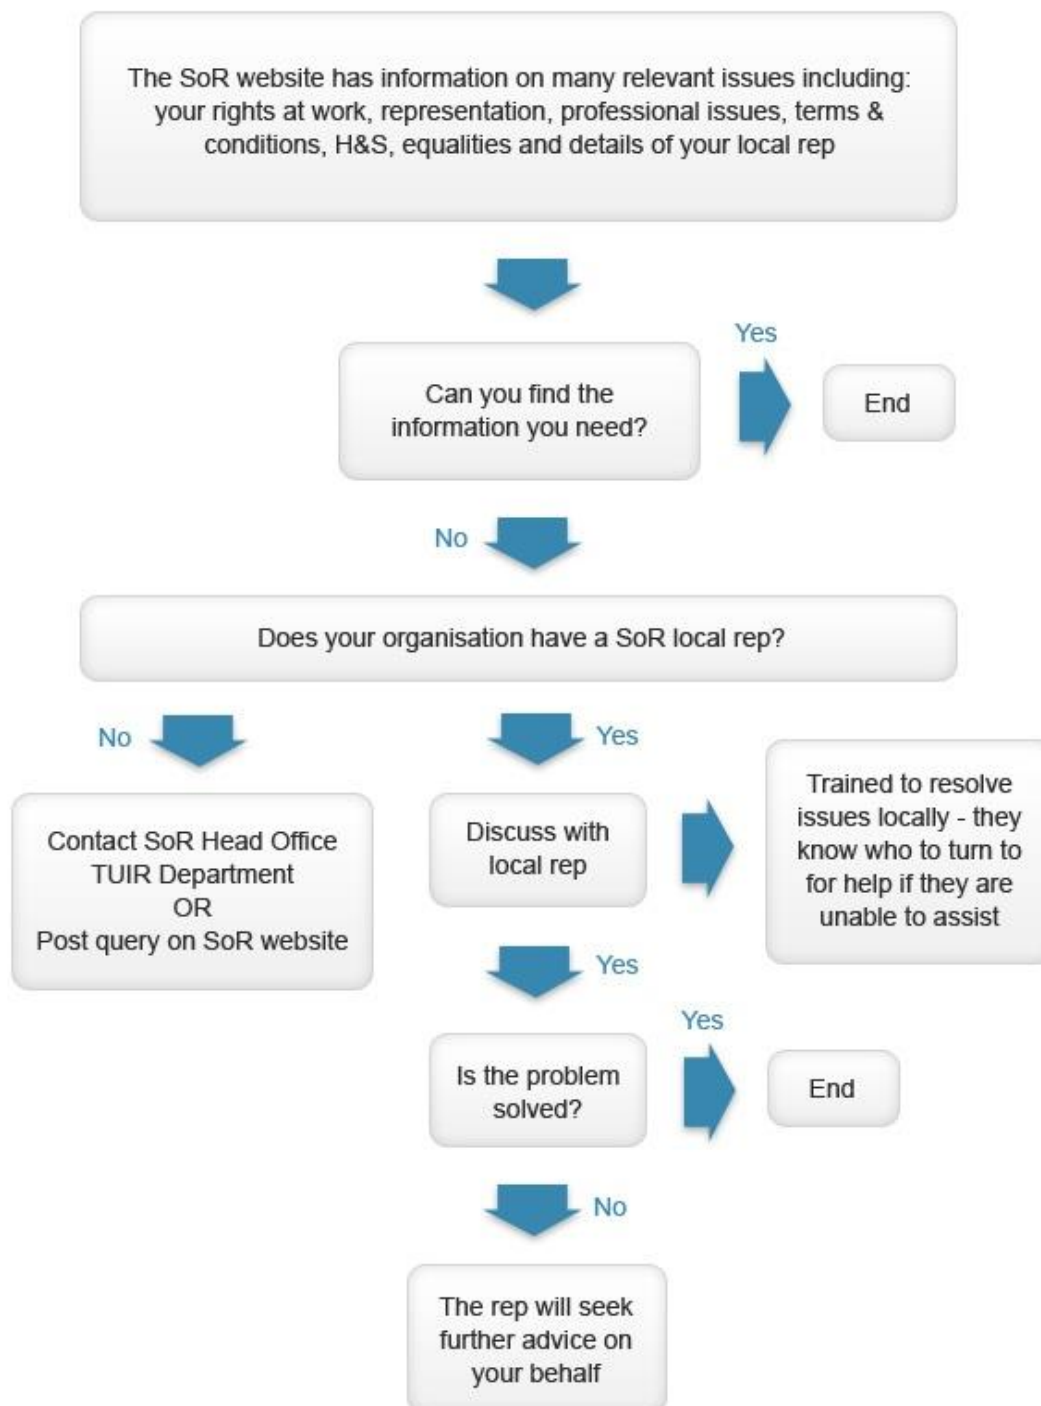 The SoR website has information on many relevant issues including:
your rights at work, representation, professional issues, terms &
conditions, H&S, equalities and details of your local rep
Yes
Can you find the
information you need?
End
No
Does your organisation have a SoR local rep?
No
Yes
Contact SoR Head Office
TUIR Department
OR
Post query on SoR website
Discuss with
local rep
Trained to resolve
issues locally - they
know who to turn to
for help if they are
unable to assist
Yes
Yes
Is the problem
solved?
End
No
The rep will seek
further advice on
your behalf